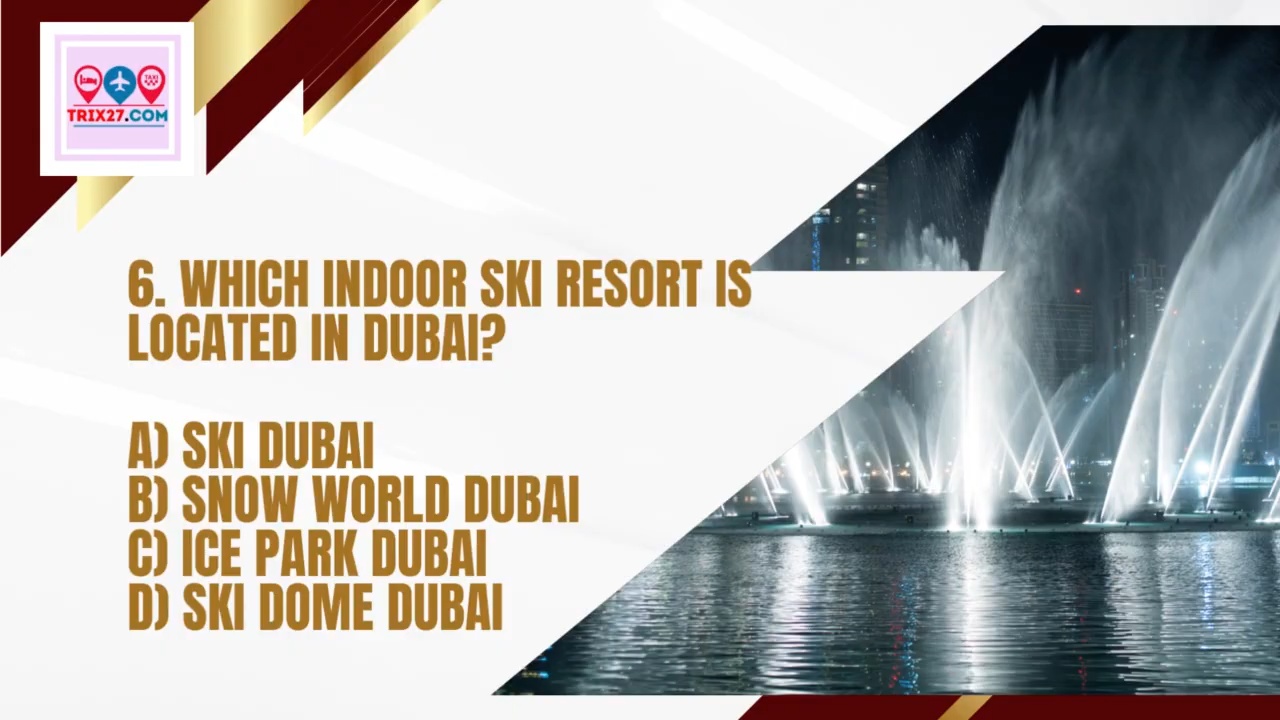 TAXI
TRIX27.COM
6. WHICH INDOOR SKI RESORT IS
LOCATED IN DUBAI?
A) SKI DUBAI
B) SNOW WORLD DUBAI
C) ICE PARK DUBAI
D) SKI DOME DUBAI